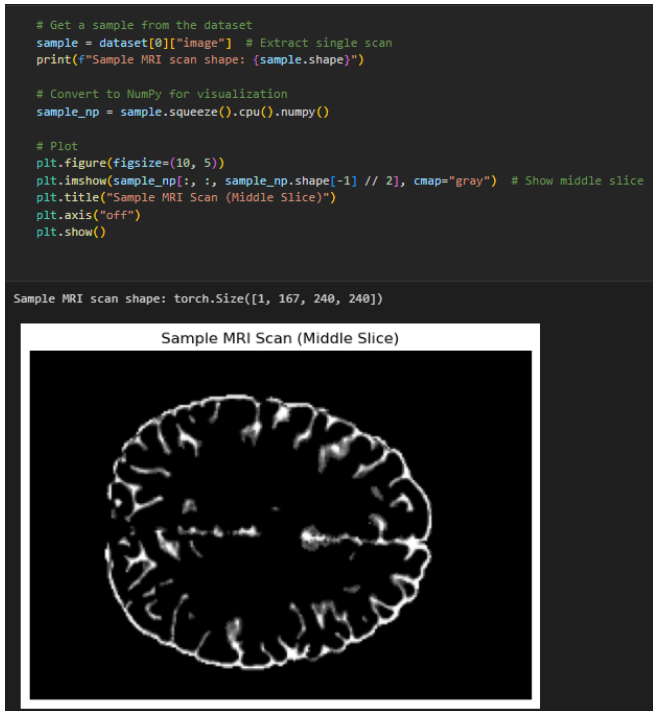 # Get a sample from the dataset
sample = dataset[0]["image"]  # Extract single scan
print(f"Sample MRI scan shape: {sample.shape}")
# Convert to NumPy for visualization
sample_np = sample.squeeze().cpu().numpy()
# Plot
plt.figure(figsize=(10, 5))
plt.imshow(sample_np[:, :, sample_np.shape[-1] // 2], cmap="gray")  # Show middle slice
plt.title("Sample MRI Scan (Middle Slice)")
plt.axis("off")
plt.show()
Sample MRI scan shape: torch.Size([1, 167, 240, 240])
Sample MRI Scan (Middle Slice)